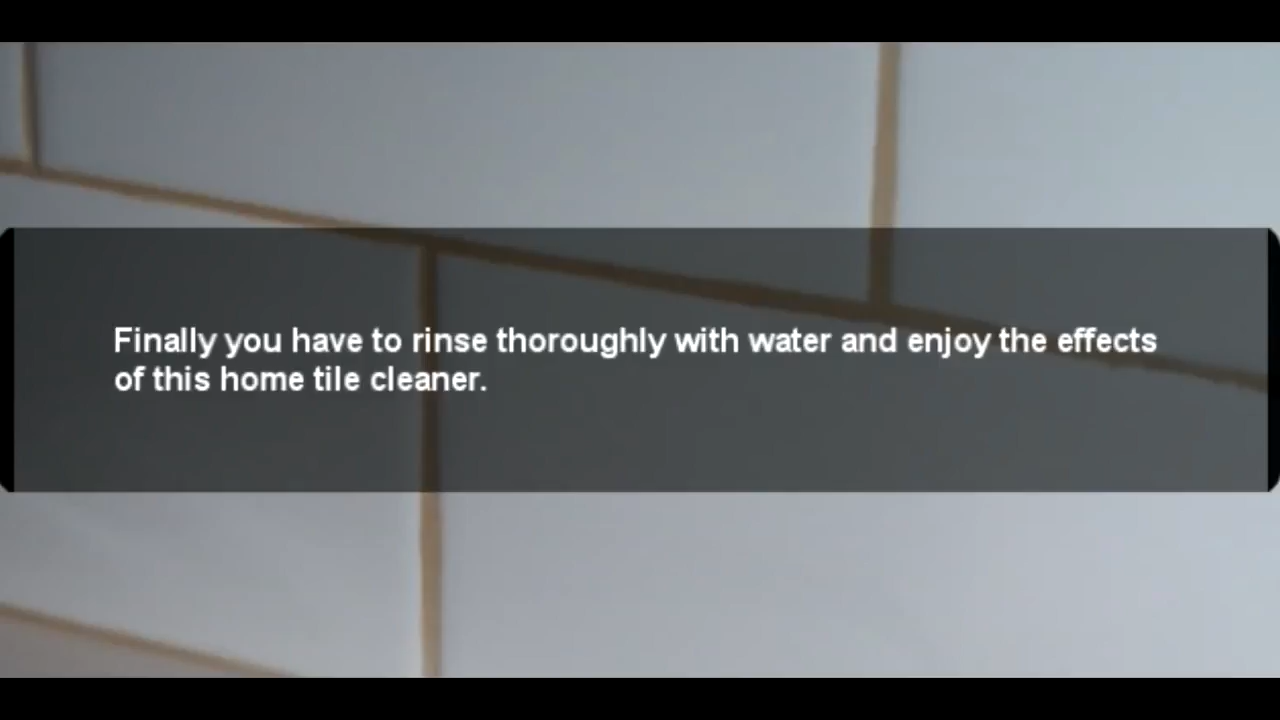 Finally you have to rinse thoroughly with water and enjoy the effects
of this home tile cleaner.